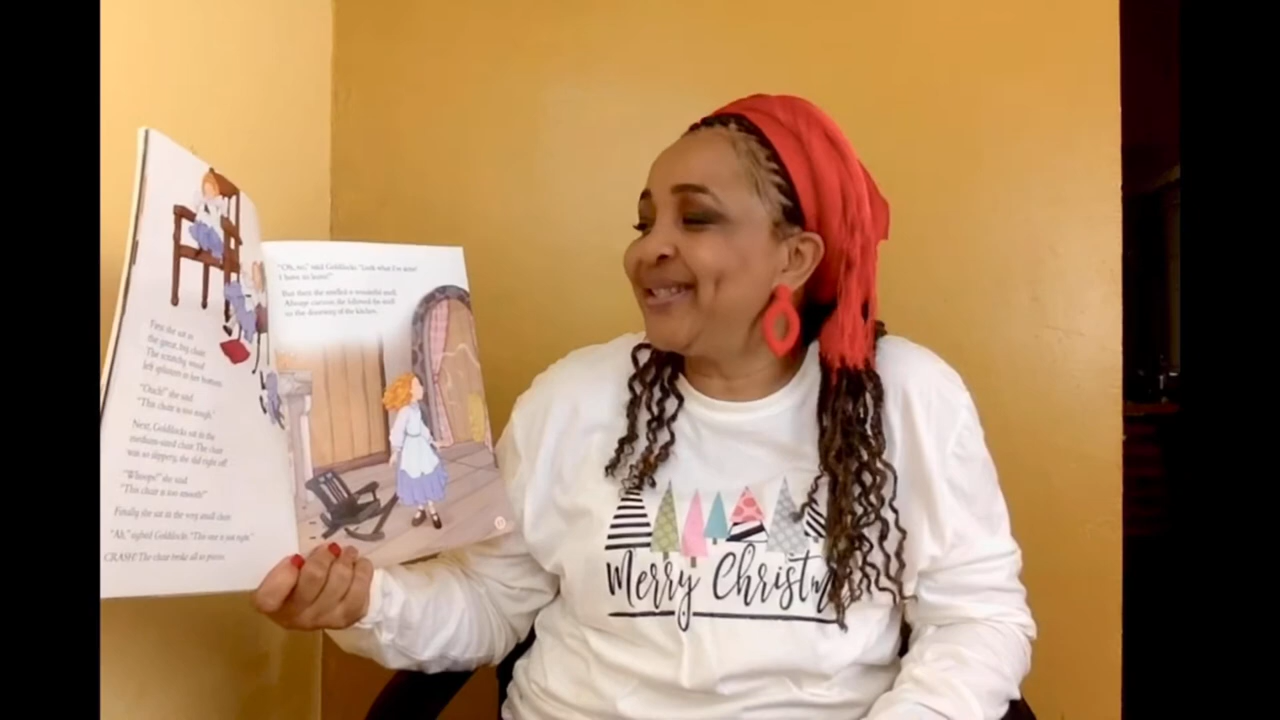 First she sat in
the great, big chair.
The scratchy wood
left splinters in her bottom.
"Ouch!" she said.
"This chair is too rough."
Next, Goldilocks sat in the
medium-sized chair. The chair
was so slippery, she slid right off.
"Whoops!" she said.
"This chair is too smooth!"
Finally she sat in the very small chair.
"Ah," sighed Goldilocks. "This one is just right."
CRASH! The chair broke all to pieces.
"Oh, no," said Goldilocks. "Look what I've done!
I have to leave!"
But then she smelled a wonderful smell.
Always curious, she followed the smell
to the doorway of the kitchen.
Merry Christm